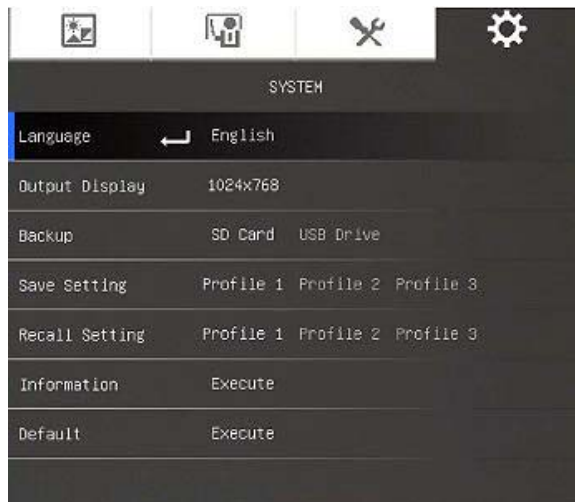 SYSTEM
Language English
Output Display 1024x768
Backup SD Card USB Drive
Save Setting Profile 1 Profile 2 Profile 3
Recall Setting Profile 1 Profile 2 Profile 3
Information Execute
Default Execute